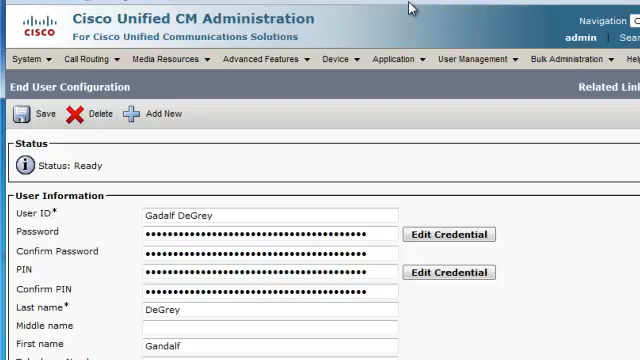 Cisco Unified CM Administration
Navigation
CISCO
For Cisco Unified Communications Solutions
admin
System
Call Routing
Media Resources
Advanced Features
Device
Application
User Management
Bulk Administration
End User Configuration
Save
Delete
Add New
Status
i Status: Ready
User Information
User ID* Gadalf DeGrey
Password •••••••••••••••••••••••••••••••••• Edit Credential
Confirm Password ••••••••••••••••••••••••••••••••••
PIN •••••••••••••••••••••••••••••••••• Edit Credential
Confirm PIN ••••••••••••••••••••••••••••••••••
Last name* DeGrey
Middle name
First name Gandalf